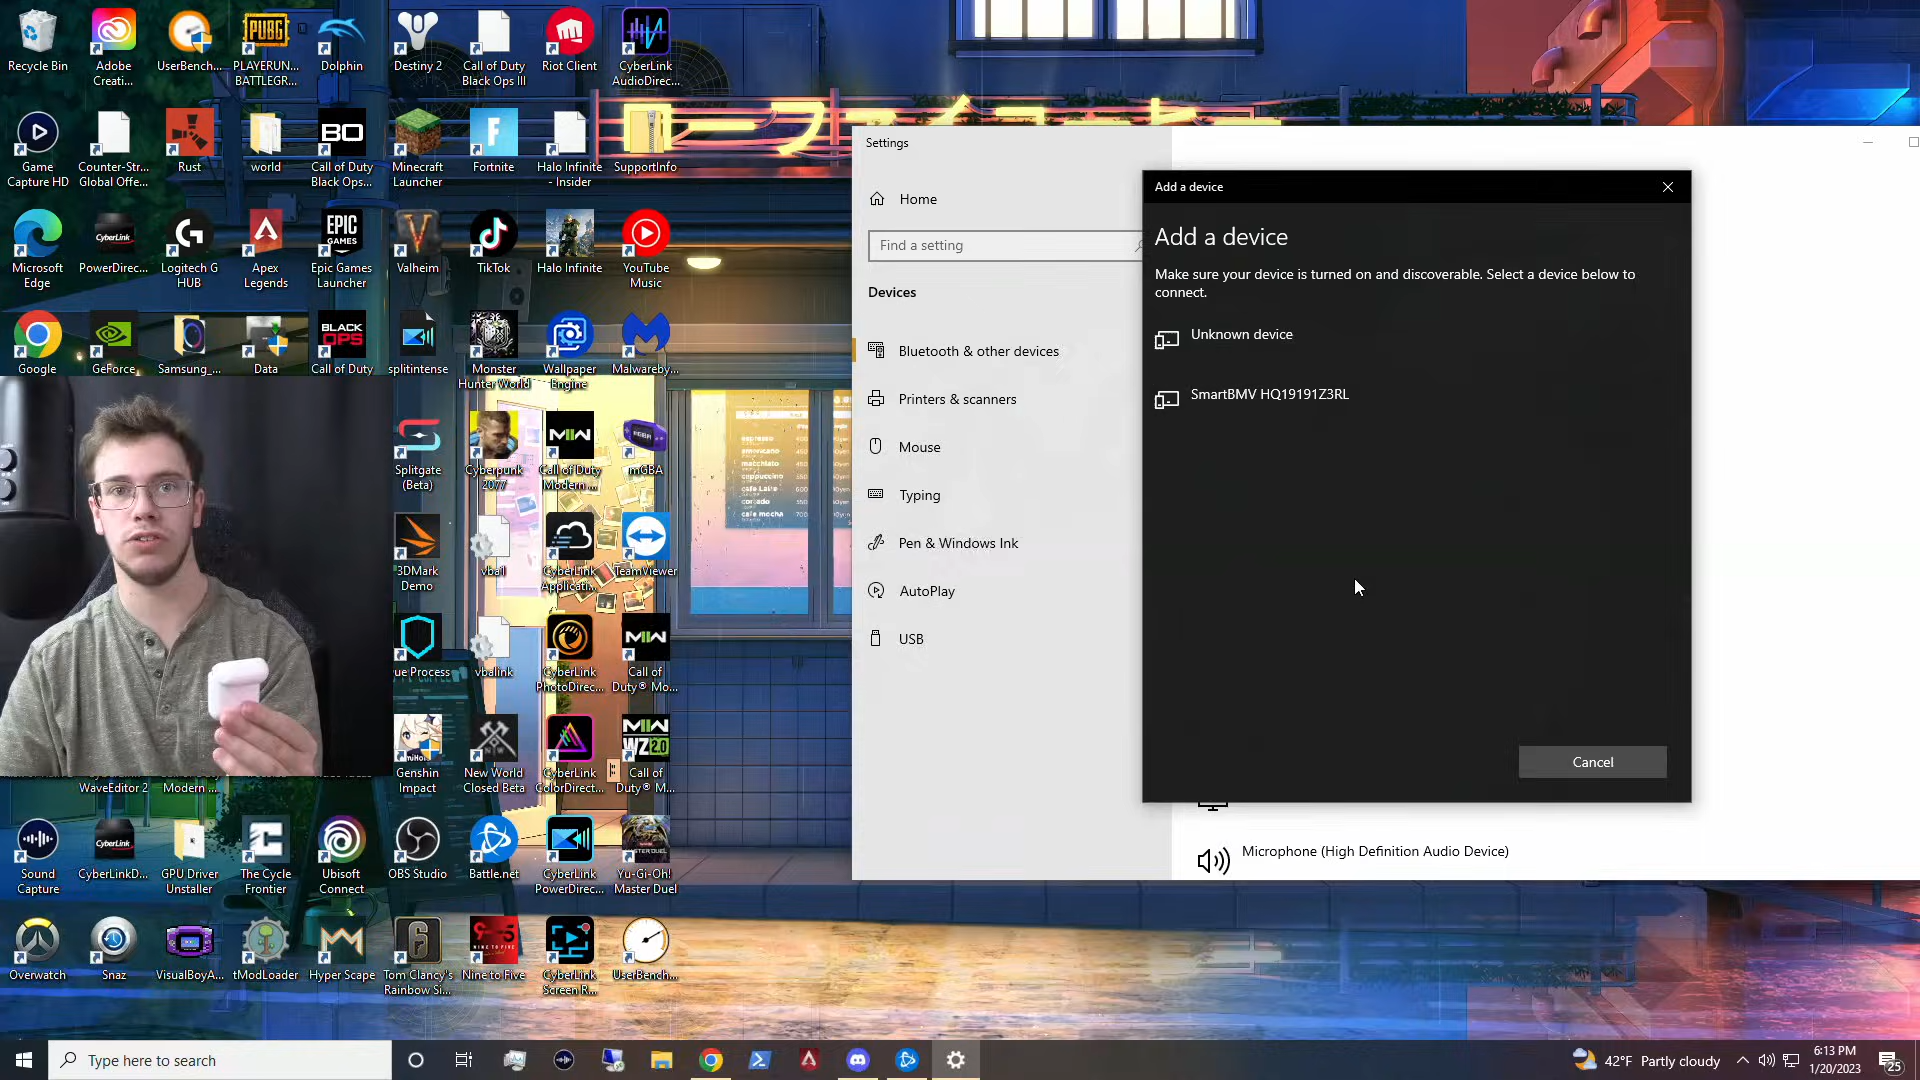 Recycle Bin
Adobe
Creati...
UserBench...
PLAYERUN...
BATTLEGR...
Dolphin
Destiny 2
Call of Duty
Black Ops III
Riot Client
CyberLink
AudioDirec...
Game
Capture HD
Counter-Str...
Global Offe...
Rust
world
Call of Duty
Black Ops...
Minecraft
Launcher
Fortnite
Halo Infinite
- Insider
SupportInfo
Microsoft
Edge
PowerDirec...
Logitech G
HUB
Apex
Legends
Epic Games
Launcher
Valheim
TikTok
Halo Infinite
YouTube
Music
Google
GeForce
Samsung_...
Data
Call of Duty
splitintense
Monster
Hunter World
Wallpaper
Engine
Malwareby...
Splitgate
(Beta)
Cyberpunk
2077
Call of Duty
Modern ...
mGBA
3DMark
Demo
vba1
CyberLink
Applicati...
TeamViewer
ue Process
vbalink
CyberLink
PhotoDirec...
Call of
Duty® Mo...
WaveEditor 2
Modern ...
Genshin
Impact
New World
Closed Beta
CyberLink
ColorDirect...
Call of
Duty® M...
Sound
Capture
CyberLinkD...
GPU Driver
Unstaller
The Cycle
Frontier
Ubisoft
Connect
OBS Studio
Battle.net
CyberLink
PowerDirec...
Yu-Gi-Oh!
Master Duel
Overwatch
Snaz
VisualBoyA...
tModLoader
Hyper Scape
Tom Clancy's
Rainbow Si...
Nine to Five
CyberLink
Screen R...
UserBench...
Settings
Home
Find a setting
Devices
Bluetooth & other devices
Printers & scanners
Mouse
Typing
Pen & Windows Ink
AutoPlay
USB
Add a device
Add a device
Make sure your device is turned on and discoverable. Select a device below to
connect.
Unknown device
SmartBMV HQ19191Z3RL
Cancel
Microphone (High Definition Audio Device)
Type here to search
42°F Partly cloudy
6:13 PM
1/20/2023
25